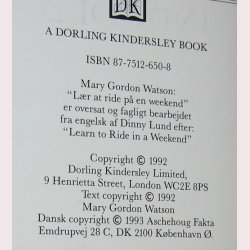 DK
A DORLING KINDERSLEY BOOK
ISBN 87-7512-650-8
Mary Gordon Watson:
"Lær at ride på en weekend"
er oversat og fagligt bearbejdet
fra engelsk af Dinny Lund efter:
"Learn to Ride in a Weekend"
Copyright © 1992
Dorling Kindersley Limited,
9 Henrietta Street, London WC2E 8PS
Text copyright © 1992
Mary Gordon Watson
Dansk copyright © 1993 Aschehoug Fakta
Emdrupvej 28 C, DK 2100 København Ø.